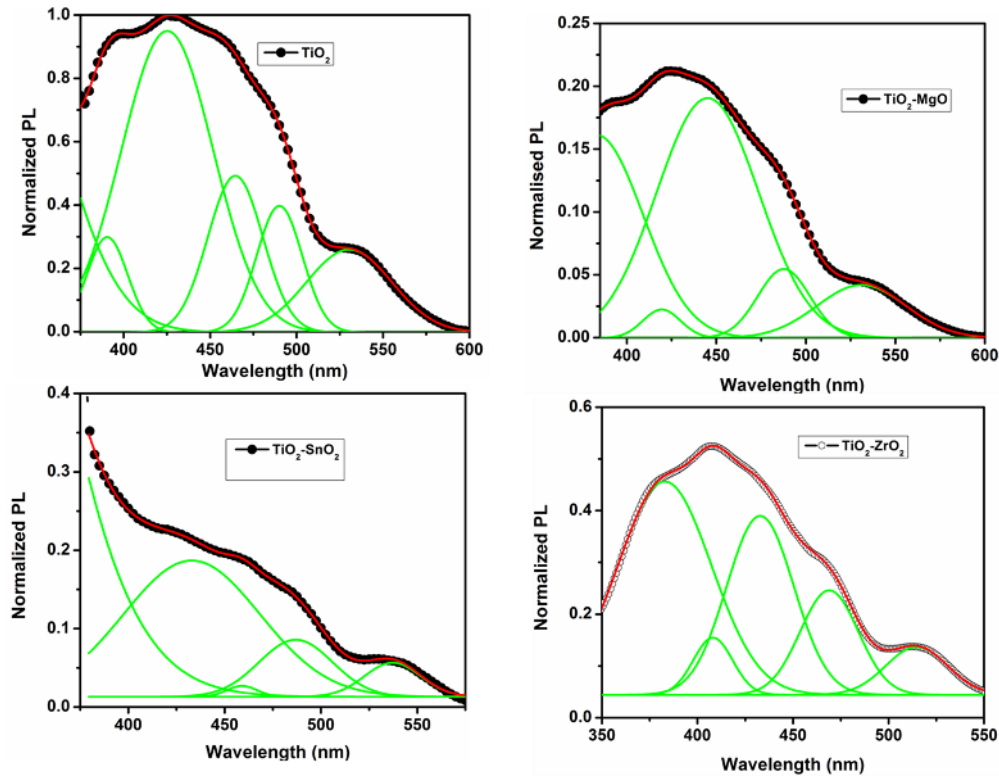 1.0
0.8
0.6
0.4
0.2
0.0
Normalized PL
TiO₂
400 450 500 550 600
Wavelength (nm)
0.25
0.20
0.15
0.10
0.05
0.00
Normalised PL
TiO₂-MgO
400 450 500 550 600
Wavelength (nm)
0.4
0.3
0.2
0.1
0.0
Normalized PL
TiO₂-SnO₂
400 450 500 550
Wavelength (nm)
0.6
0.4
0.2
0.0
Normalized PL
TiO₂-ZrO₂
350 400 450 500 550
Wavelength (nm)